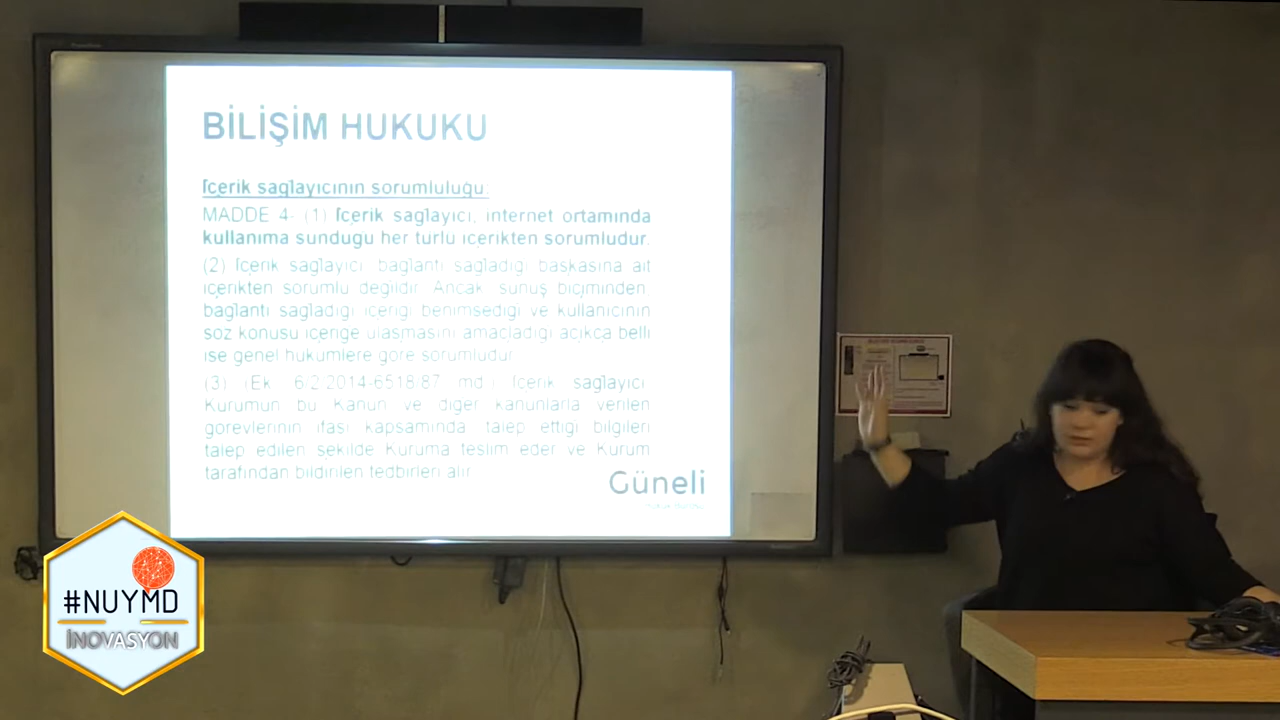 BİLİŞİM HUKUKU
İçerik sağlayıcının sorumluluğu:
MADDE 4- (1) İçerik sağlayıcı, internet ortamında
kullanıma sunduğu her türlü içerikten sorumludur.
(2) İçerik sağlayıcı, bağlantı sağladığı başkasına ait
içerikten sorumlu değildir. Ancak, sunuş biçiminden,
bağlantı sağladığı içeriği benimsediği ve kullanıcının
söz konusu içeriğe ulaşmasını amaçladığı açıkça belli
ise genel hükümlere göre sorumludur.
(3) (Ek: 6/2/2014-6518/87 md.) İçerik sağlayıcı,
Kurumun bu Kanun ve diğer kanunlarla verilen
görevlerinin ifası kapsamında; talep ettiği bilgileri
talep edilen şekilde Kuruma teslim eder ve Kurum
tarafından bildirilen tedbirleri alır.
Güneli
#NUYMD
İNOVASYON